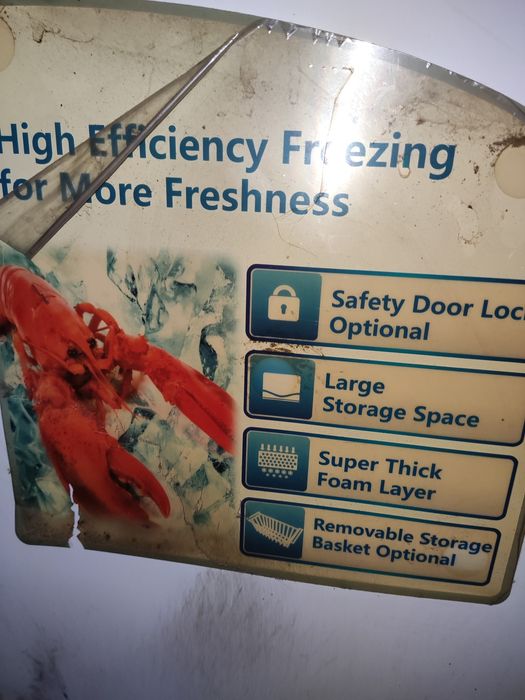 High Efficiency Freezing
for More Freshness
Safety Door Loc
Optional
Large
Storage Space
Super Thick
Foam Layer
Removable Storage
Basket Optional